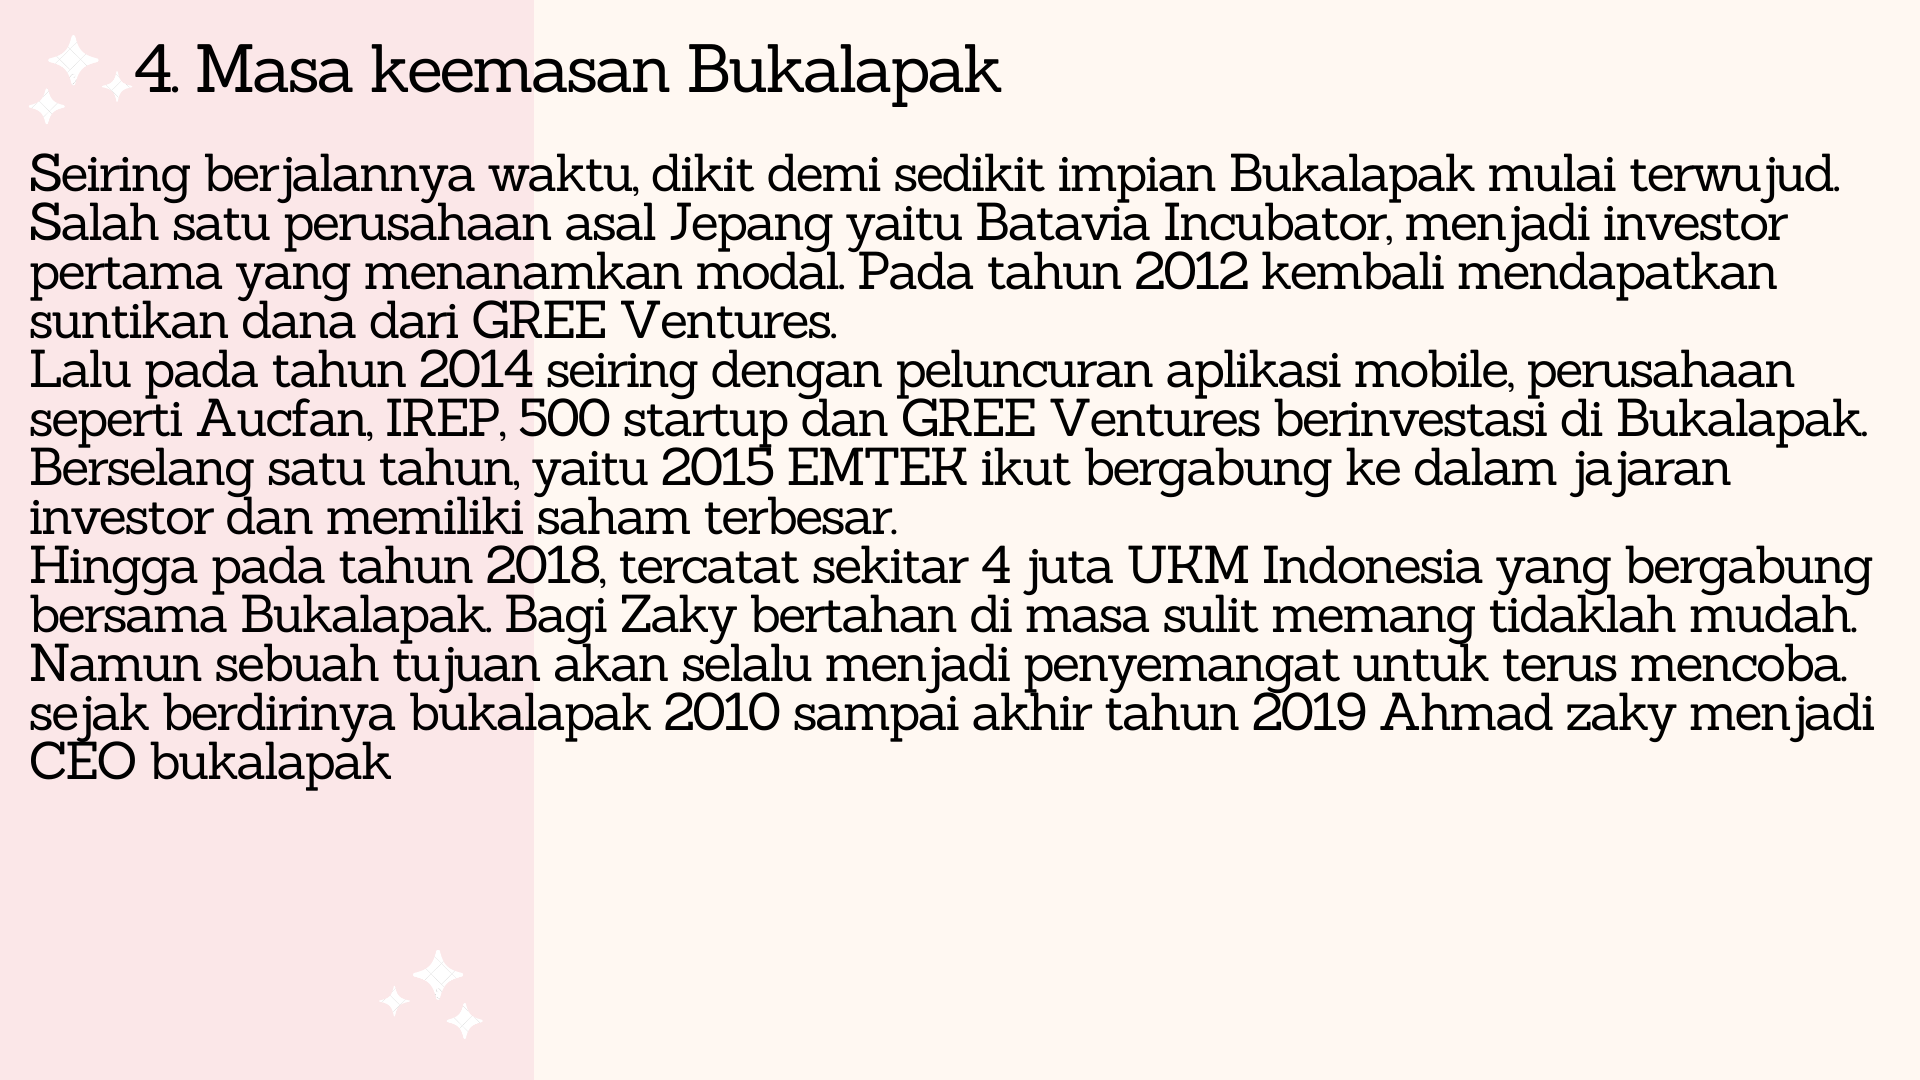 4. Masa keemasan Bukalapak
Seiring berjalannya waktu, dikit demi sedikit impian Bukalapak mulai terwujud.
Salah satu perusahaan asal Jepang yaitu Batavia Incubator, menjadi investor
pertama yang menanamkan modal. Pada tahun 2012 kembali mendapatkan
suntikan dana dari GREE Ventures.
Lalu pada tahun 2014 seiring dengan peluncuran aplikasi mobile, perusahaan
seperti Aucfan, IREP, 500 startup dan GREE Ventures berinvestasi di Bukalapak.
Berselang satu tahun, yaitu 2015 EMTEK ikut bergabung ke dalam jajaran
investor dan memiliki saham terbesar.
Hingga pada tahun 2018, tercatat sekitar 4 juta UKM Indonesia yang bergabung
bersama Bukalapak. Bagi Zaky bertahan di masa sulit memang tidaklah mudah.
Namun sebuah tujuan akan selalu menjadi penyemangat untuk terus mencoba.
sejak berdirinya bukalapak 2010 sampai akhir tahun 2019 Ahmad zaky menjadi
CEO bukalapak